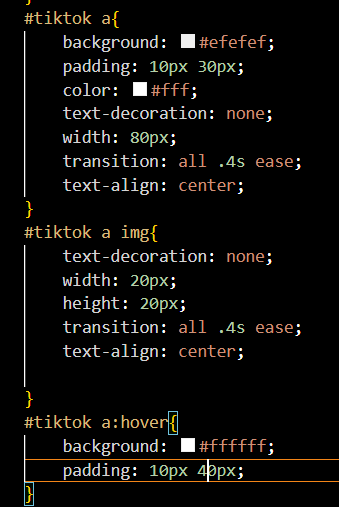 }
#tiktok a{
background: #efefef;
padding: 10px 30px;
color: #fff;
text-decoration: none;
width: 80px;
transition: all .4s ease;
text-align: center;
}
#tiktok a img{
text-decoration: none;
width: 20px;
height: 20px;
transition: all .4s ease;
text-align: center;
}
#tiktok a:hover{
background: #ffffff;
padding: 10px 40px;
}